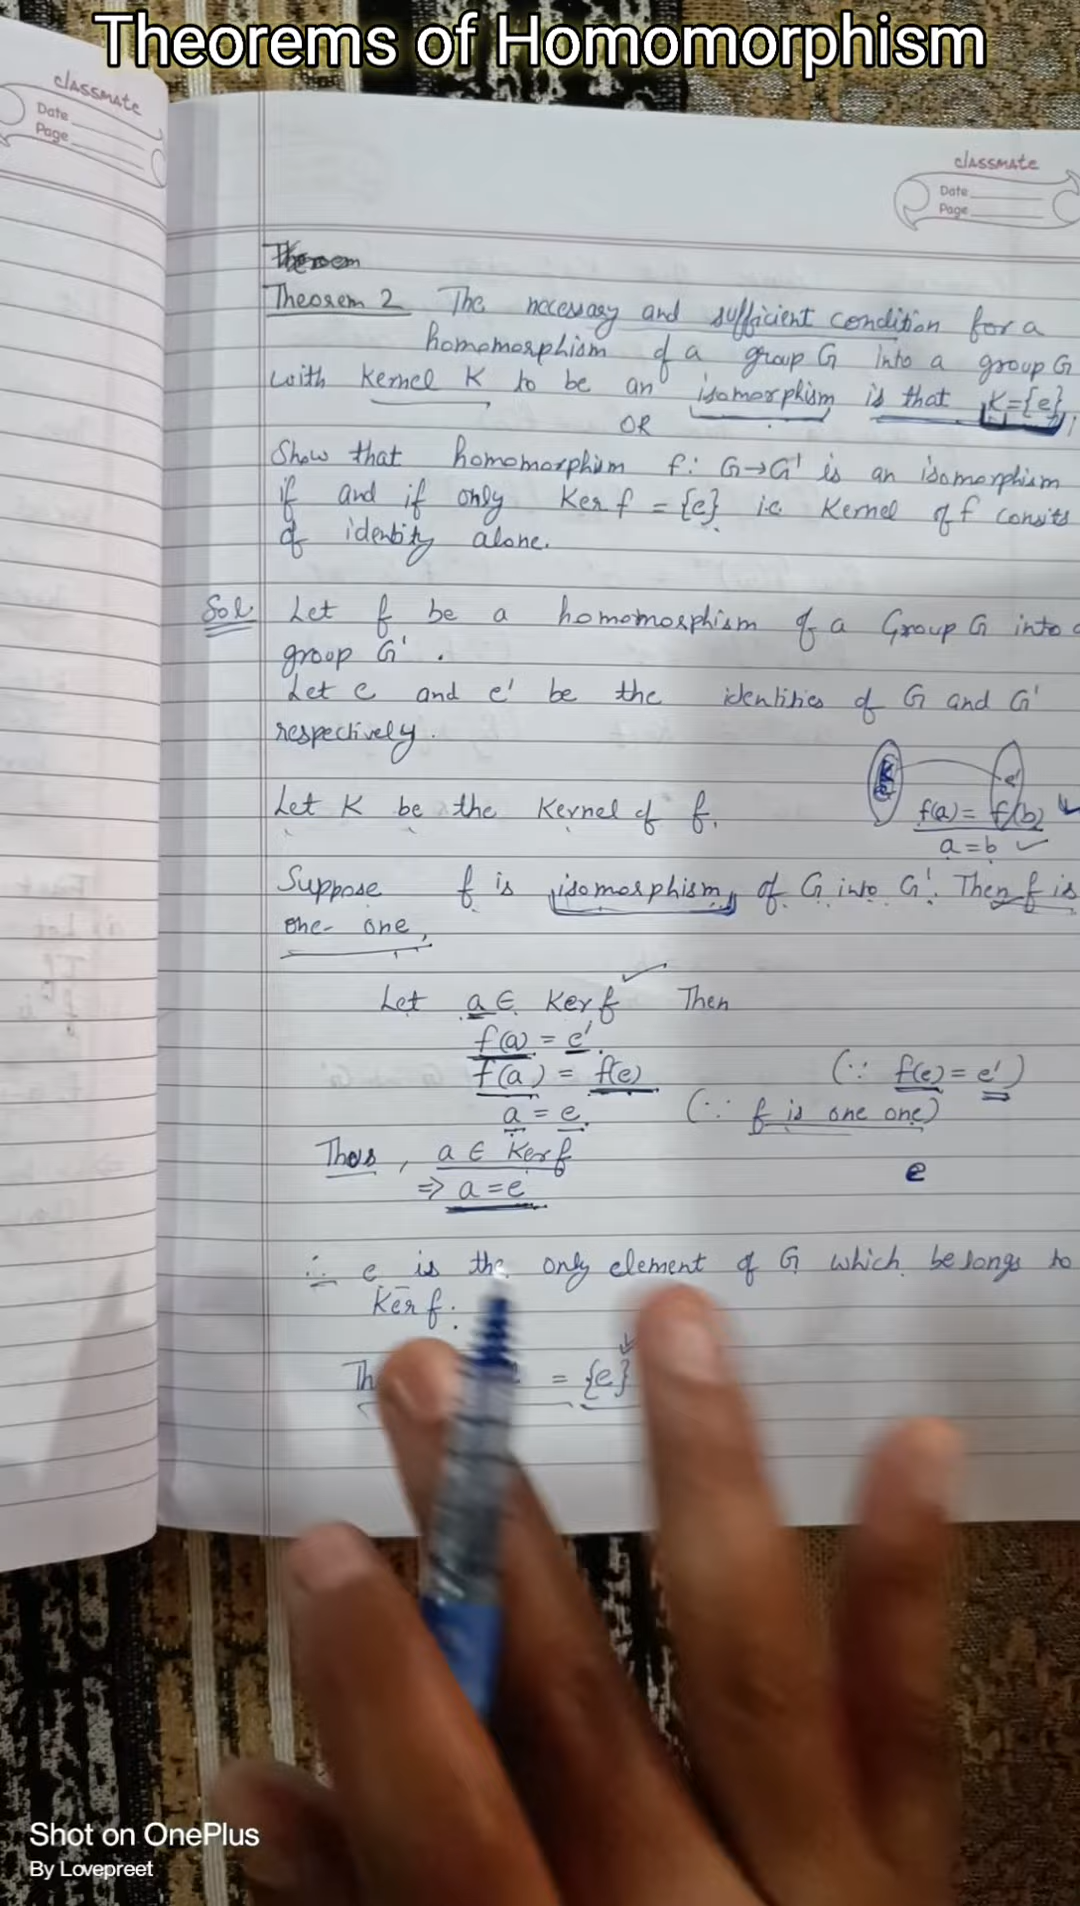 Theorems of Homomorphism
classmate
Date
Page
classmate
Date
Page
Theorem
Theorem 2 The necessary and sufficient condition for a
homomorphism of a group G into a group G
with kernel K to be an isomorphism is that K={e},
OR
Show that homomorphism f: G→G' is an isomorphism
if and if only Ker f = {e} i.e. Kernel of f consits
of identity alone.
Sol Let f be a homomorphism of a Group G into a
group G'.
Let e and e' be the identities of G and G'
respectively.
Let K be the Kernel of f.
K
e
e'
f(a) = f(b)
a = b ✓
Suppose f is isomorphism of G into G'. Then f is
one-one,
Let a ∈ Ker f Then
f(a) = e'.
f(a) = f(e) (∵ f(e) = e')
a = e. (∵ f is one one)
Thus, a ∈ Ker f
⇒ a = e
e
∴ e is the only element of G which belongs to
Ker f.
= {e}
Shot on OnePlus
By Lovepreet